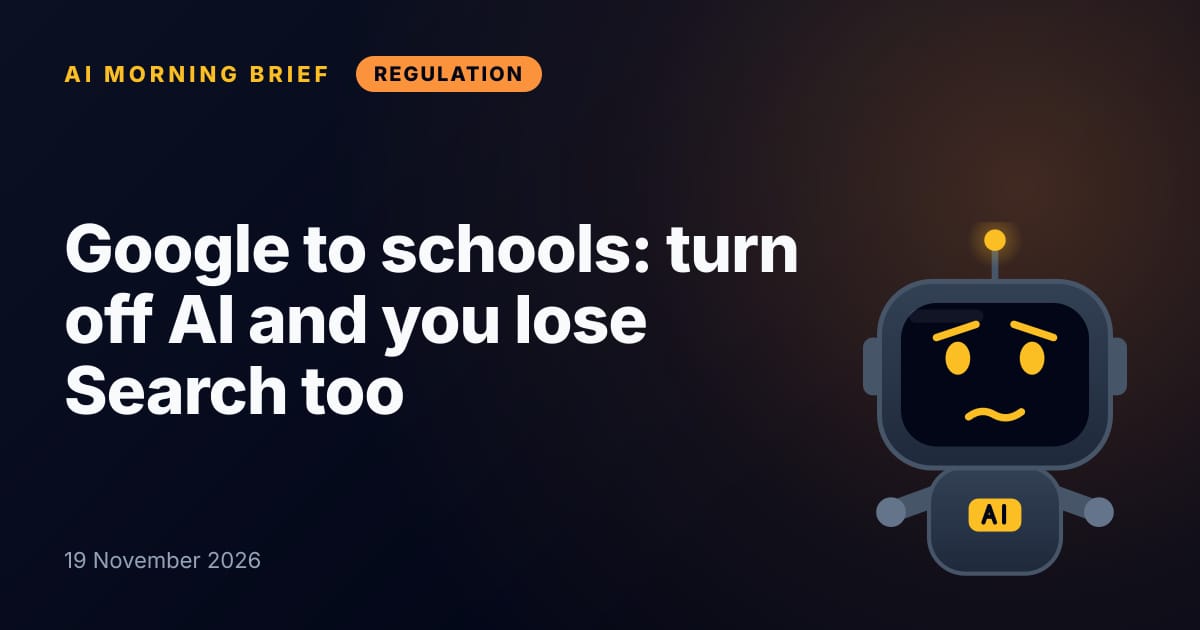 AI MORNING BRIEF
REGULATION
Google to schools: turn
off AI and you lose
Search too
AI
19 November 2026